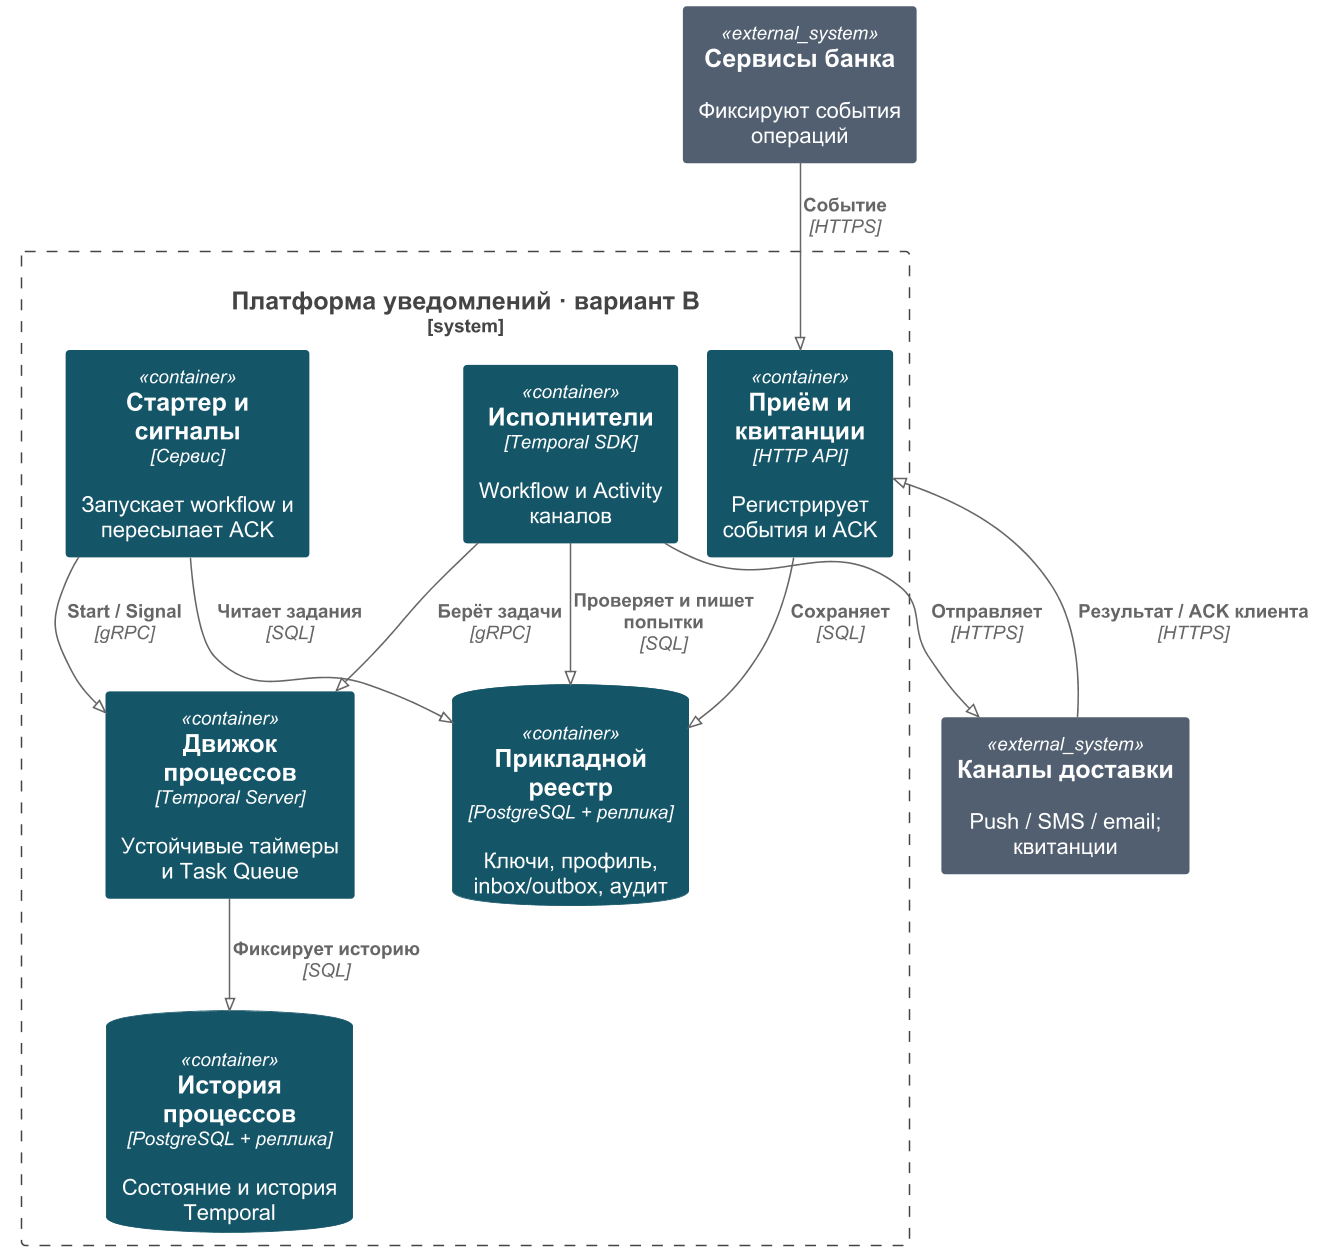 «external_system»
Сервисы банка
Фиксируют события
операций
Событие
[HTTPS]
Платформа уведомлений · вариант B
[system]
«container»
Стартер и
сигналы
[Сервис]
Запускает workflow и
пересылает ACK
«container»
Исполнители
[Temporal SDK]
Workflow и Activity
каналов
«container»
Приём и
квитанции
[HTTP API]
Регистрирует
события и ACK
Start / Signal
[gRPC]
Читает задания
[SQL]
Берёт задачи
[gRPC]
Проверяет и пишет
попытки
[SQL]
Сохраняет
[SQL]
Отправляет
[HTTPS]
Результат / ACK клиента
[HTTPS]
«container»
Движок
процессов
[Temporal Server]
Устойчивые таймеры
и Task Queue
«container»
Прикладной
реестр
[PostgreSQL + реплика]
Ключи, профиль,
inbox/outbox, аудит
«external_system»
Каналы доставки
Push / SMS / email;
квитанции
Фиксирует историю
[SQL]
«container»
История
процессов
[PostgreSQL + реплика]
Состояние и история
Temporal